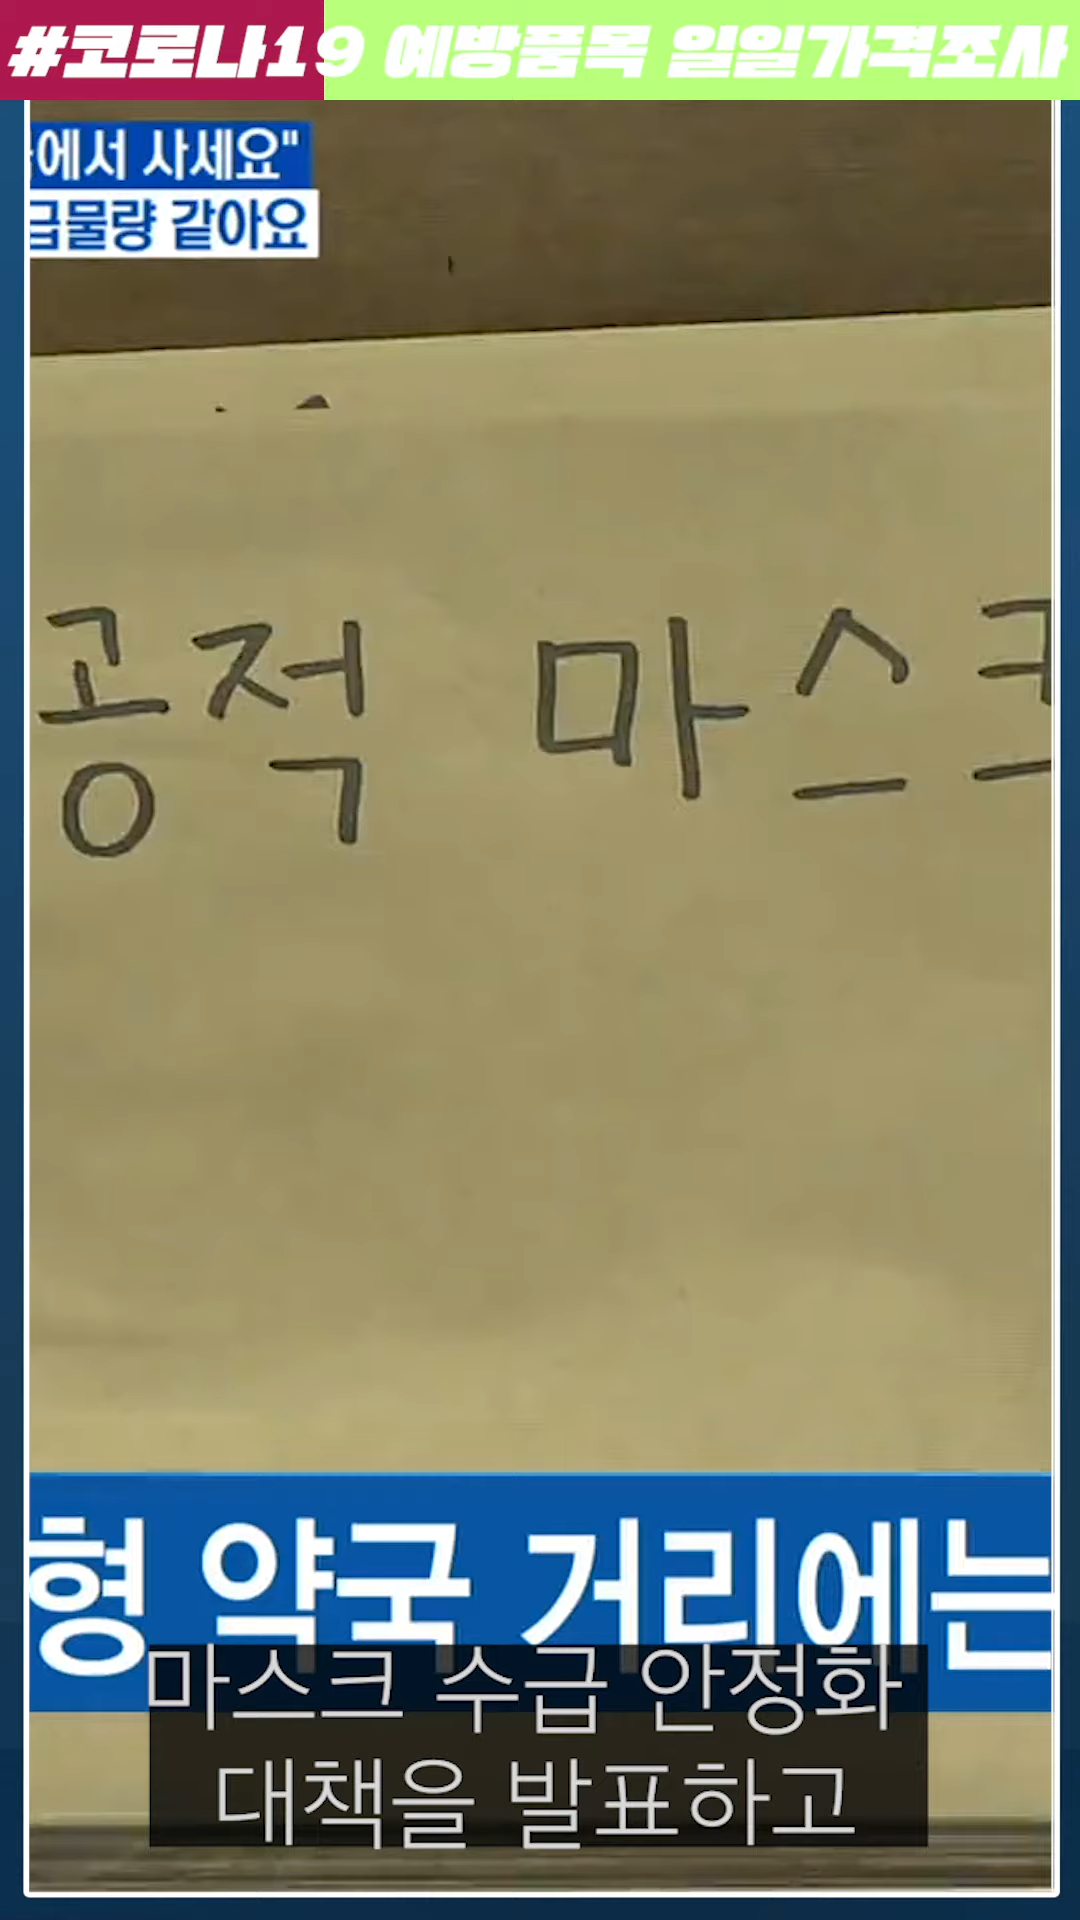 #코로나19 예방품목 일일가격조사
에서 사세요"
급물량 같아요
공적 마스크
형 약국 거리에는
마스크 수급 안정화
대책을 발표하고